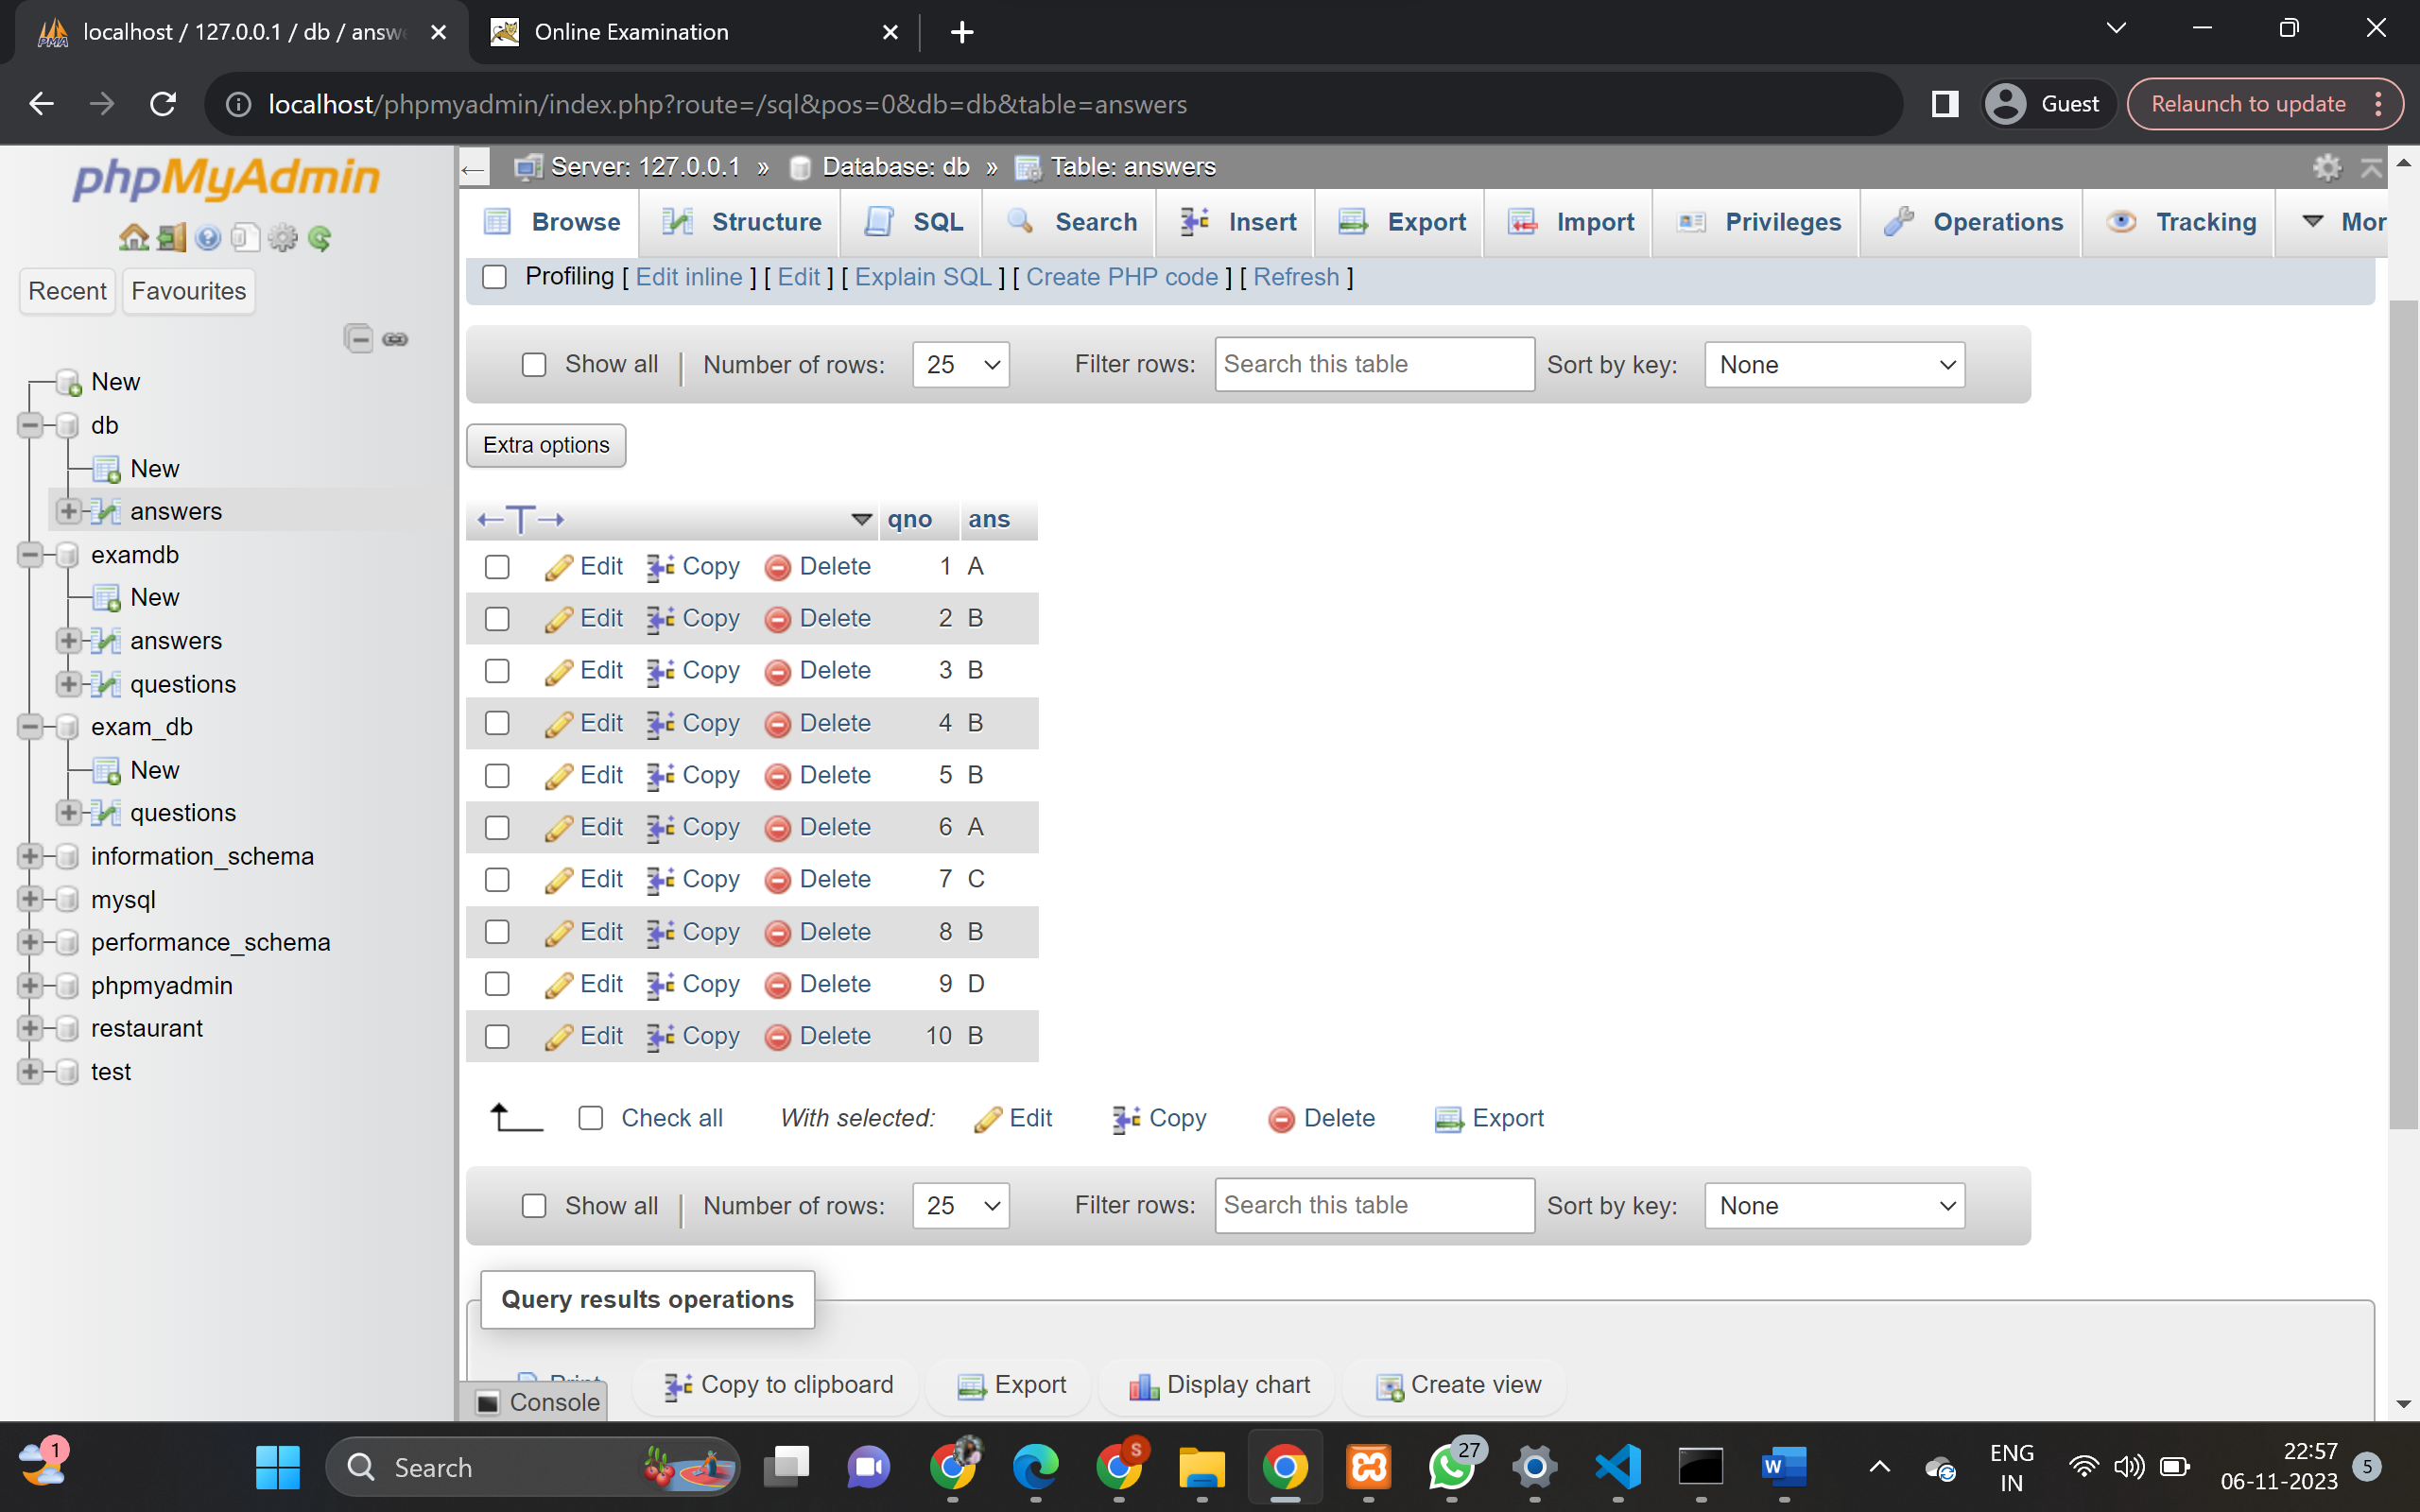 localhost / 127.0.0.1 / db / answ
Online Examination
localhost/phpmyadmin/index.php?route=/sql&pos=0&db=db&table=answers
Guest
Relaunch to update
phpMyAdmin
Recent
Favourites
New
db
New
answers
examdb
New
answers
questions
exam_db
New
questions
information_schema
mysql
performance_schema
phpmyadmin
restaurant
test
Server: 127.0.0.1 » Database: db » Table: answers
Browse Structure SQL Search Insert Export Import Privileges Operations Tracking Mor
Profiling [ Edit inline ] [ Edit ] [ Explain SQL ] [ Create PHP code ] [ Refresh ]
Show all | Number of rows: 25 Filter rows: Search this table Sort by key: None
Extra options
←T→ qno ans
Edit Copy Delete 1 A
Edit Copy Delete 2 B
Edit Copy Delete 3 B
Edit Copy Delete 4 B
Edit Copy Delete 5 B
Edit Copy Delete 6 A
Edit Copy Delete 7 C
Edit Copy Delete 8 B
Edit Copy Delete 9 D
Edit Copy Delete 10 B
Check all With selected: Edit Copy Delete Export
Show all | Number of rows: 25 Filter rows: Search this table Sort by key: None
Query results operations
Print Copy to clipboard Export Display chart Create view
Console
1
Search
S
27
W
ENG
IN
22:57
06-11-2023
5